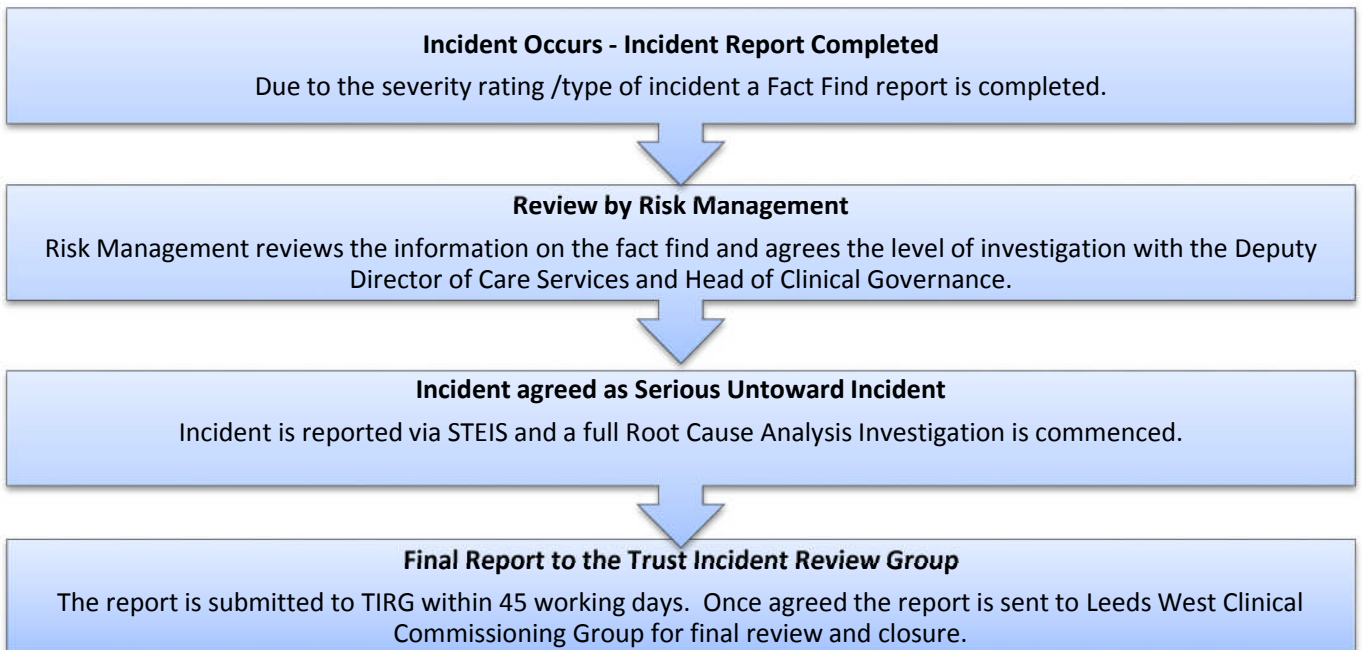 Incident Occurs - Incident Report Completed
Due to the severity rating /type of incident a Fact Find report is completed.
Review by Risk Management
Risk Management reviews the information on the fact find and agrees the level of investigation with the Deputy
Director of Care Services and Head of Clinical Governance.
Incident agreed as Serious Untoward Incident
Incident is reported via STEIS and a full Root Cause Analysis Investigation is commenced.
Final Report to the Trust Incident Review Group
The report is submitted to TIRG within 45 working days.  Once agreed the report is sent to Leeds West Clinical
Commissioning Group for final review and closure.